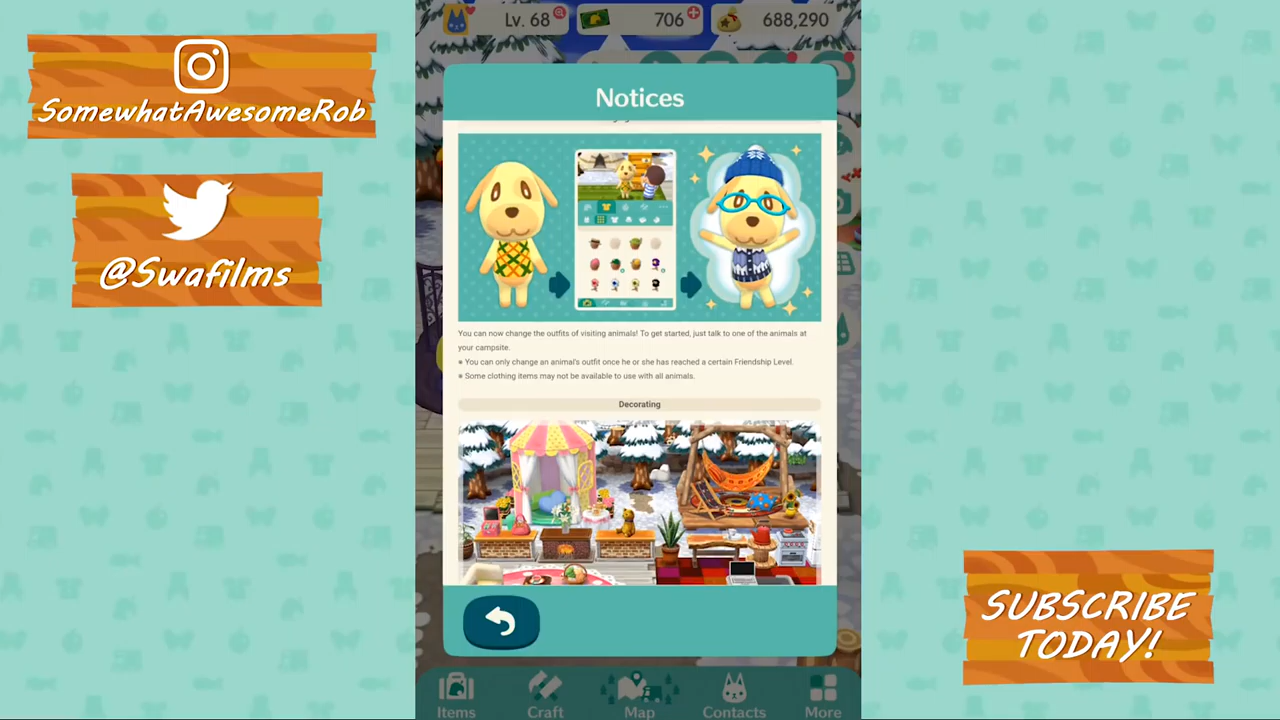 SomewhatAwesomeRob
@Swafilms
Lv. 68
706
688,290
Notices
You can now change the outfits of visiting animals! To get started, just talk to one of the animals at
your campsite.
● You can only change an animal's outfit once he or she has reached a certain Friendship Level.
● Some clothing items may not be available to use with all animals.
Decorating
Items
Craft
Map
Contacts
More
SUBSCRIBE
TODAY!